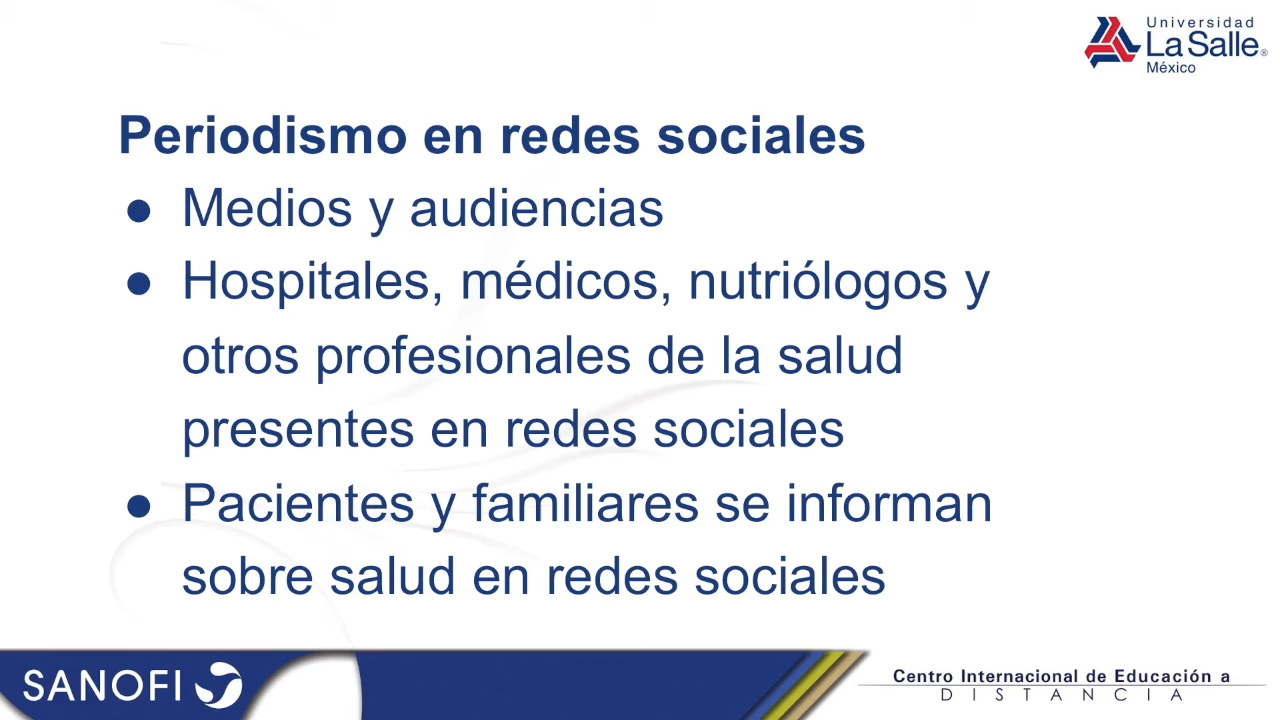 Universidad
La Salle®
México
Periodismo en redes sociales
● Medios y audiencias
● Hospitales, médicos, nutriólogos y
otros profesionales de la salud
presentes en redes sociales
● Pacientes y familiares se informan
sobre salud en redes sociales
SANOFI
Centro Internacional de Educación a
DISTANCIA